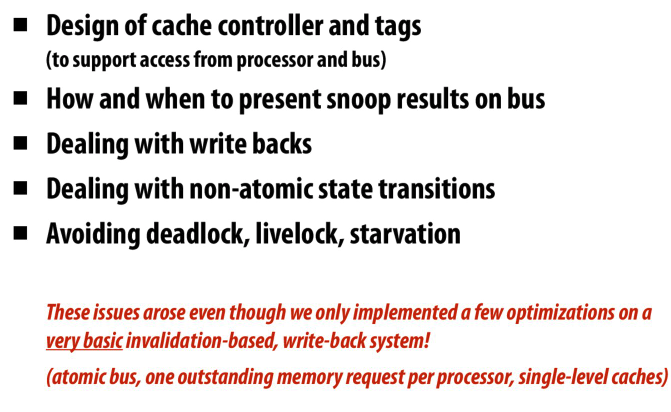 ■ Design of cache controller and tags
(to support access from processor and bus)
■ How and when to present snoop results on bus
■ Dealing with write backs
■ Dealing with non-atomic state transitions
■ Avoiding deadlock, livelock, starvation
These issues arose even though we only implemented a few optimizations on a
very basic invalidation-based, write-back system!
(atomic bus, one outstanding memory request per processor, single-level caches)